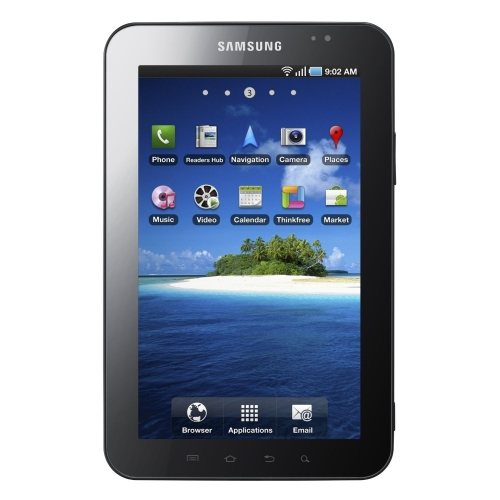 SAMSUNG
9:02 AM
3
Phone Readers Hub Navigation Camera Places
Music Video Calendar Thinkfree Market
Browser Applications Email